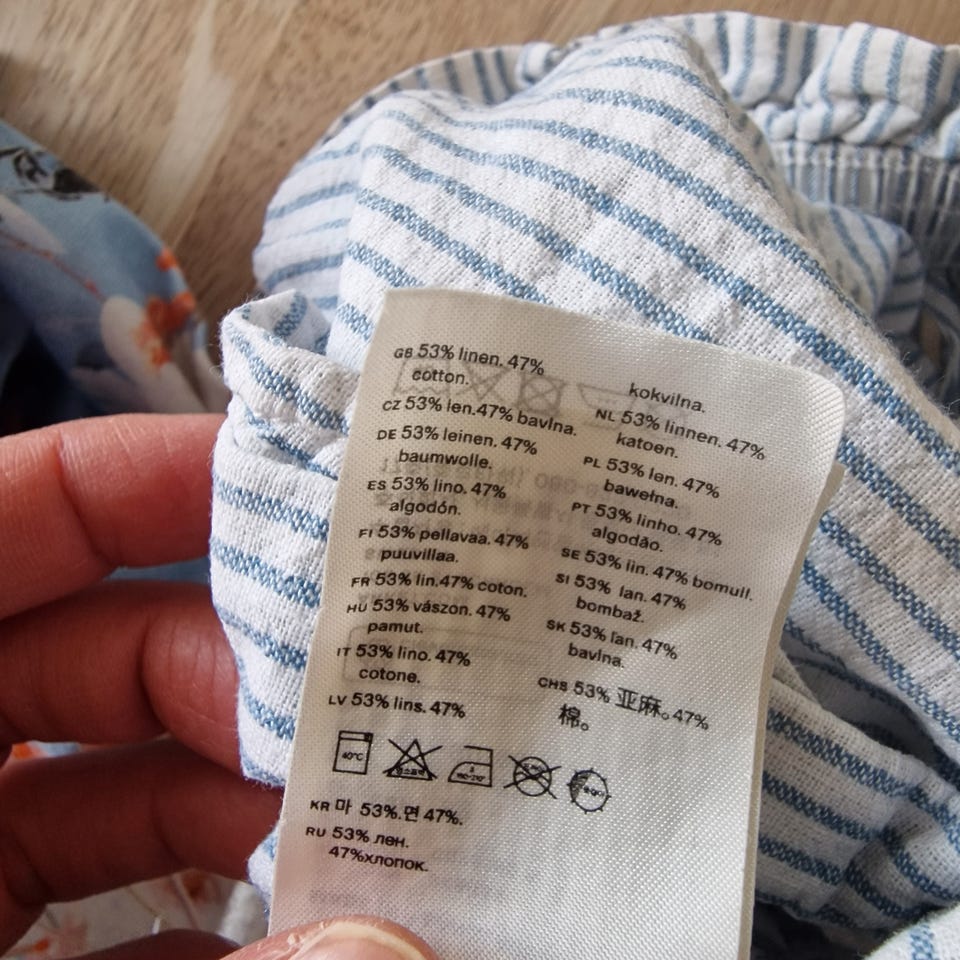 GB 53% linen. 47%
cotton.
CZ 53% len.47% bavlna.
DE 53% leinen. 47%
baumwolle.
ES 53% lino. 47%
algodón.
FI 53% pellavaa. 47%
puuvillaa.
FR 53% lin.47% coton.
HU 53% vászon. 47%
pamut.
IT 53% lino. 47%
cotone.
LV 53% lins. 47%
kokvilna.
NL 53% linnen. 47%
katoen.
PL 53% len. 47%
bawełna.
PT 53% linho. 47%
algodão.
SE 53% lin. 47% bomull.
SI 53% lan. 47%
bombaž.
SK 53% ľan. 47%
bavlna.
CHS 53% 亚麻。47%
棉。
40°C
KR 마 53%.면 47%.
RU 53% лен.
47%хлопок.